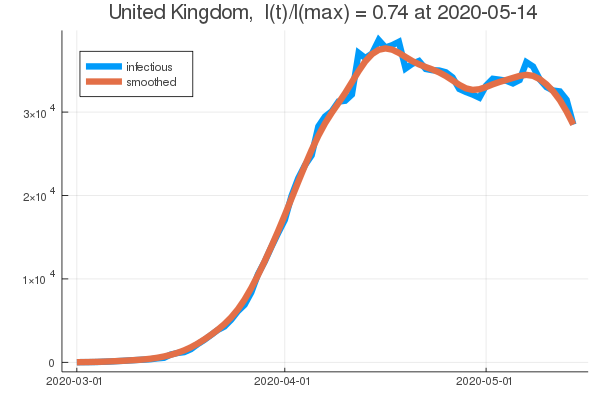 United Kingdom, I(t)/I(max) = 0.74 at 2020-05-14
infectious
smoothed
3×10⁴
2×10⁴
1×10⁴
0
2020-03-01 2020-04-01 2020-05-01